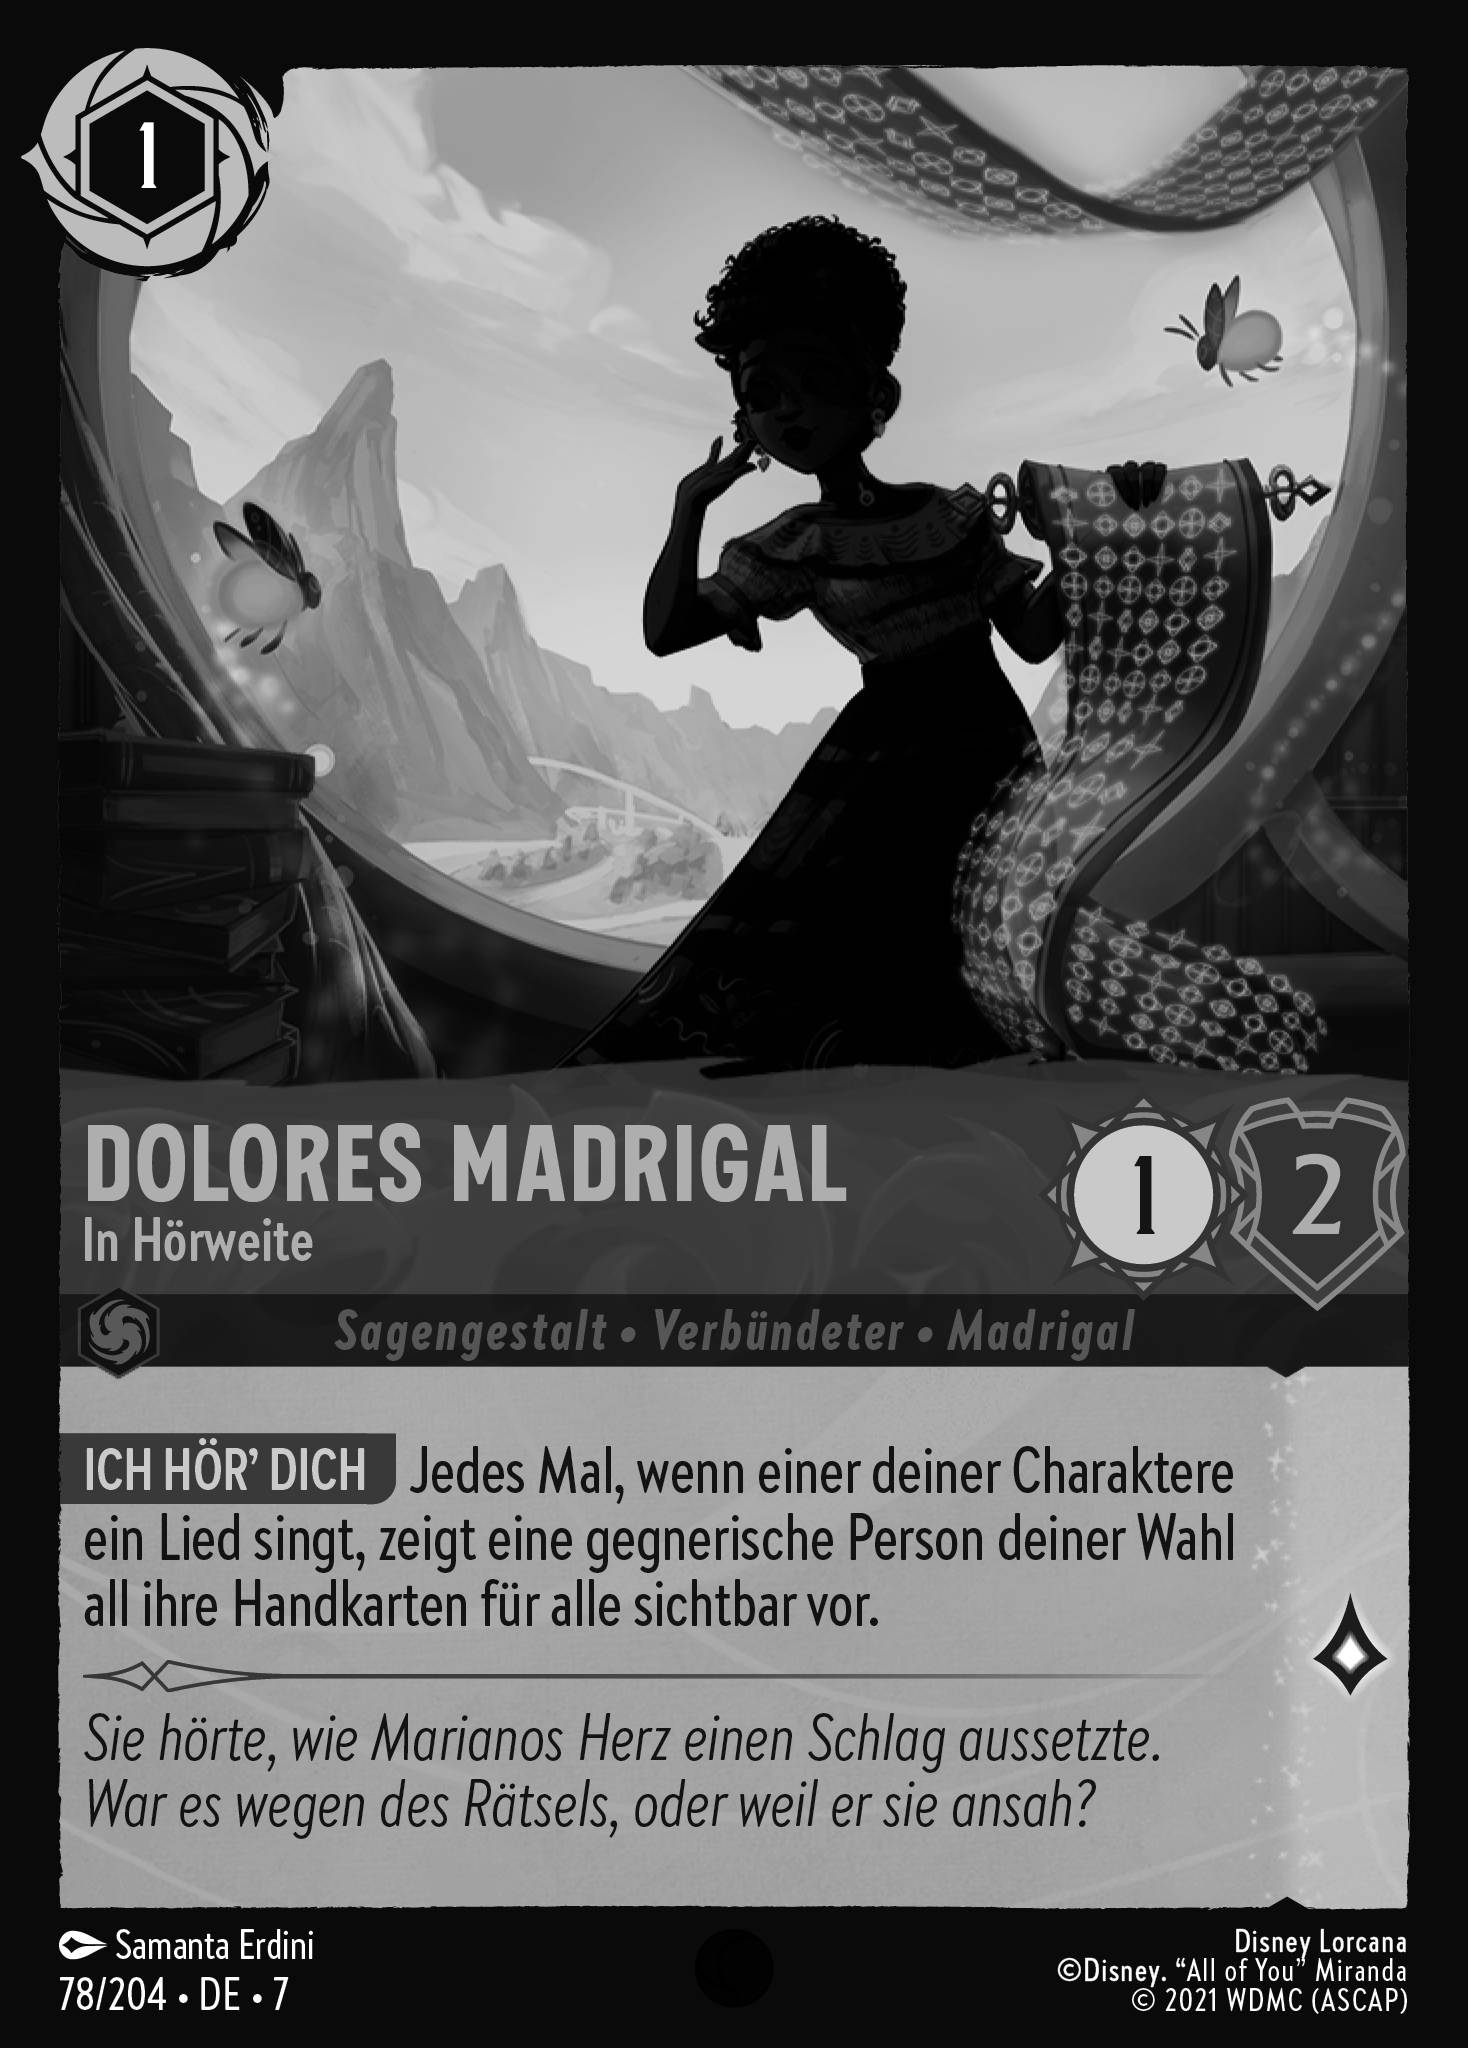 1
DOLORES MADRIGAL
In Hörweite
1
2
Sagengestalt • Verbündeter • Madrigal
ICH HÖR’ DICH Jedes Mal, wenn einer deiner Charaktere
ein Lied singt, zeigt eine gegnerische Person deiner Wahl
all ihre Handkarten für alle sichtbar vor.
Sie hörte, wie Marianos Herz einen Schlag aussetzte.
War es wegen des Rätsels, oder weil er sie ansah?
Samanta Erdini
78/204 • DE • 7
Disney Lorcana
©Disney. “All of You” Miranda
© 2021 WDMC (ASCAP)